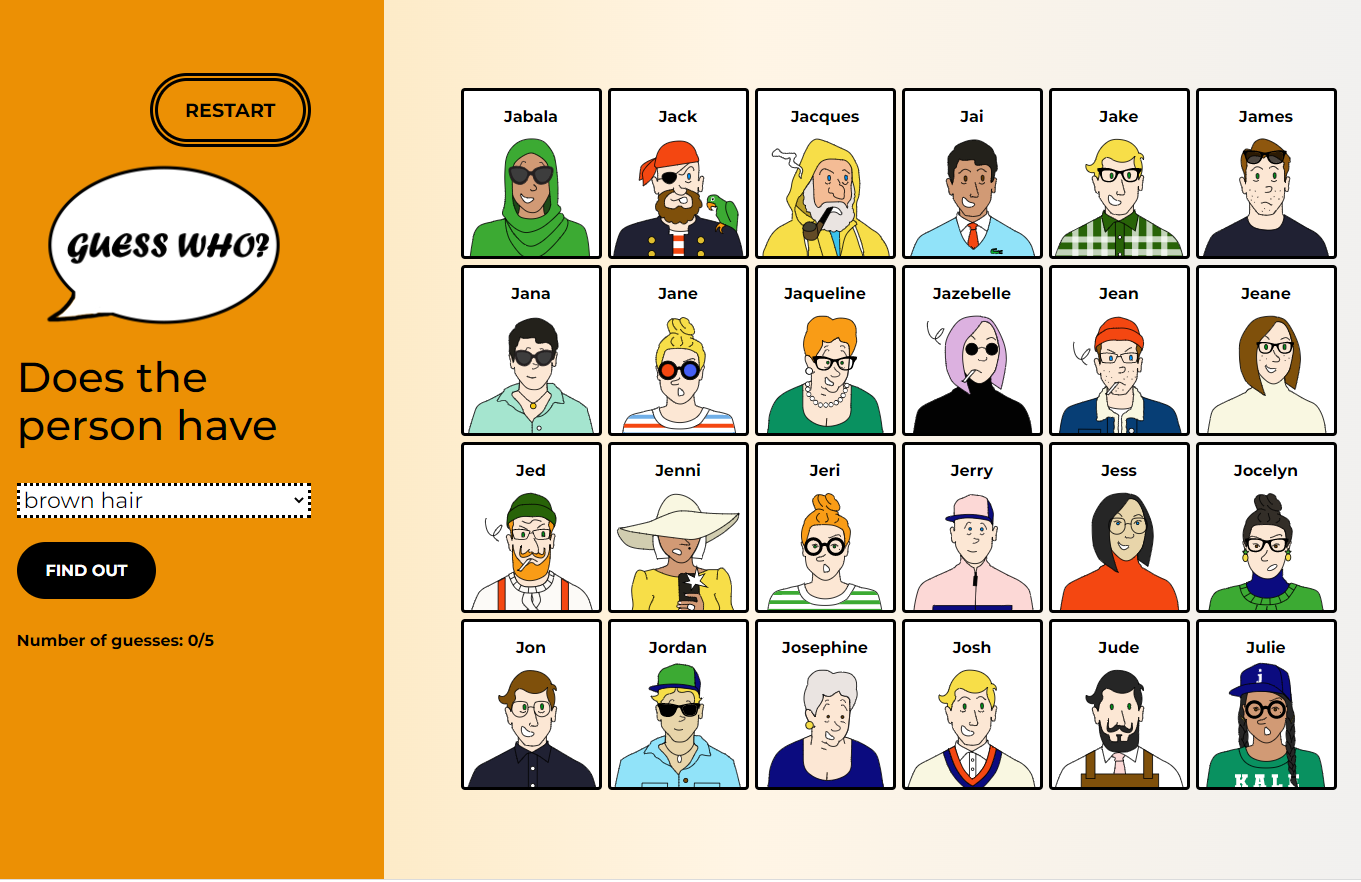 RESTART
GUESS WHO?
Does the
person have
brown hair
FIND OUT
Number of guesses: 0/5
Jabala
Jack
Jacques
Jai
Jake
James
Jana
Jane
Jaqueline
Jazebelle
Jean
Jeane
Jed
Jenni
Jeri
Jerry
Jess
Jocelyn
Jon
Jordan
Josephine
Josh
Jude
Julie
j